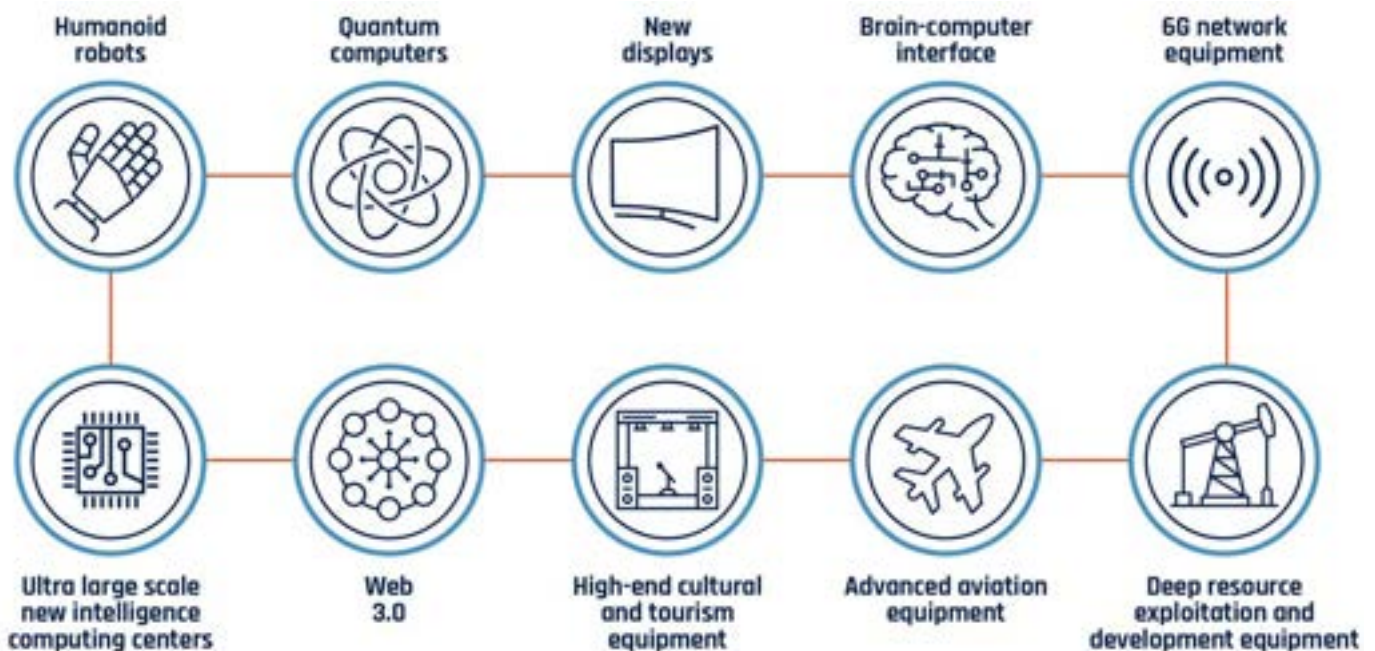 Humanoid
robots
Quantum
computers
New
displays
Brain-computer
interface
6G network
equipment
Ultra large scale
new intelligence
computing centers
Web
3.0
High-end cultural
and tourism
equipment
Advanced aviation
equipment
Deep resource
exploitation and
development equipment